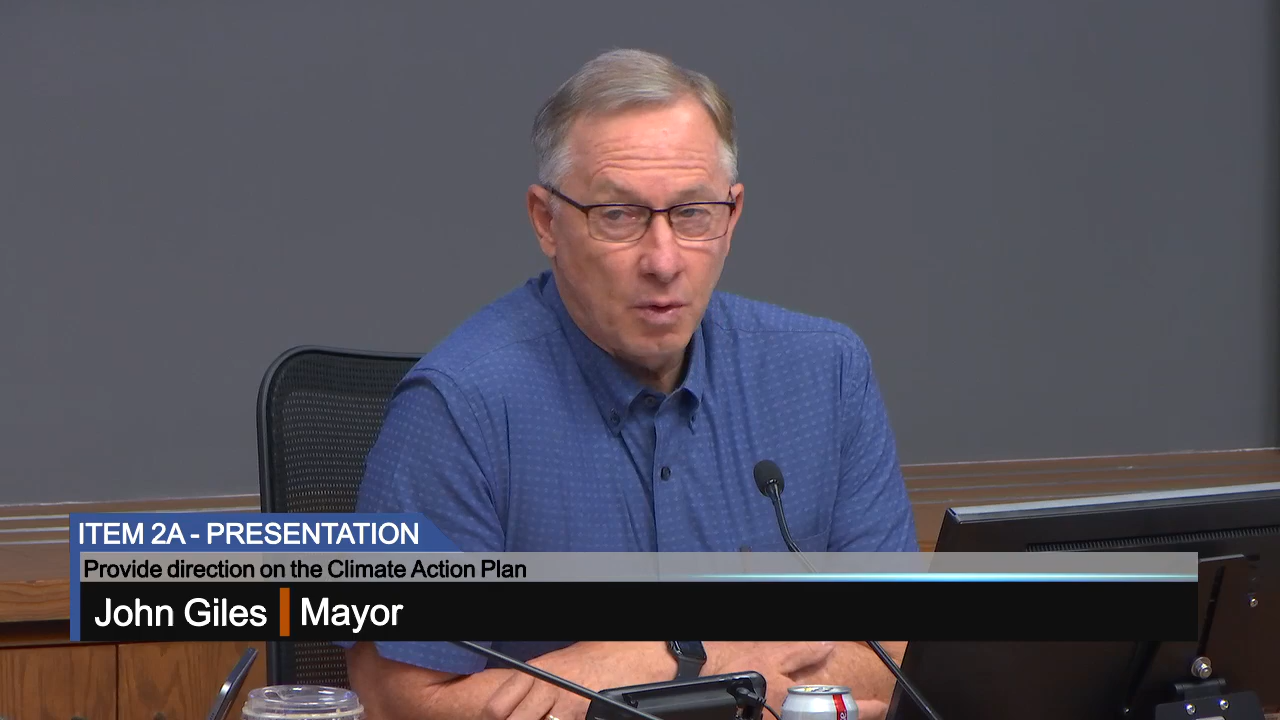 ITEM 2A - PRESENTATION
Provide direction on the Climate Action Plan
John Giles | Mayor